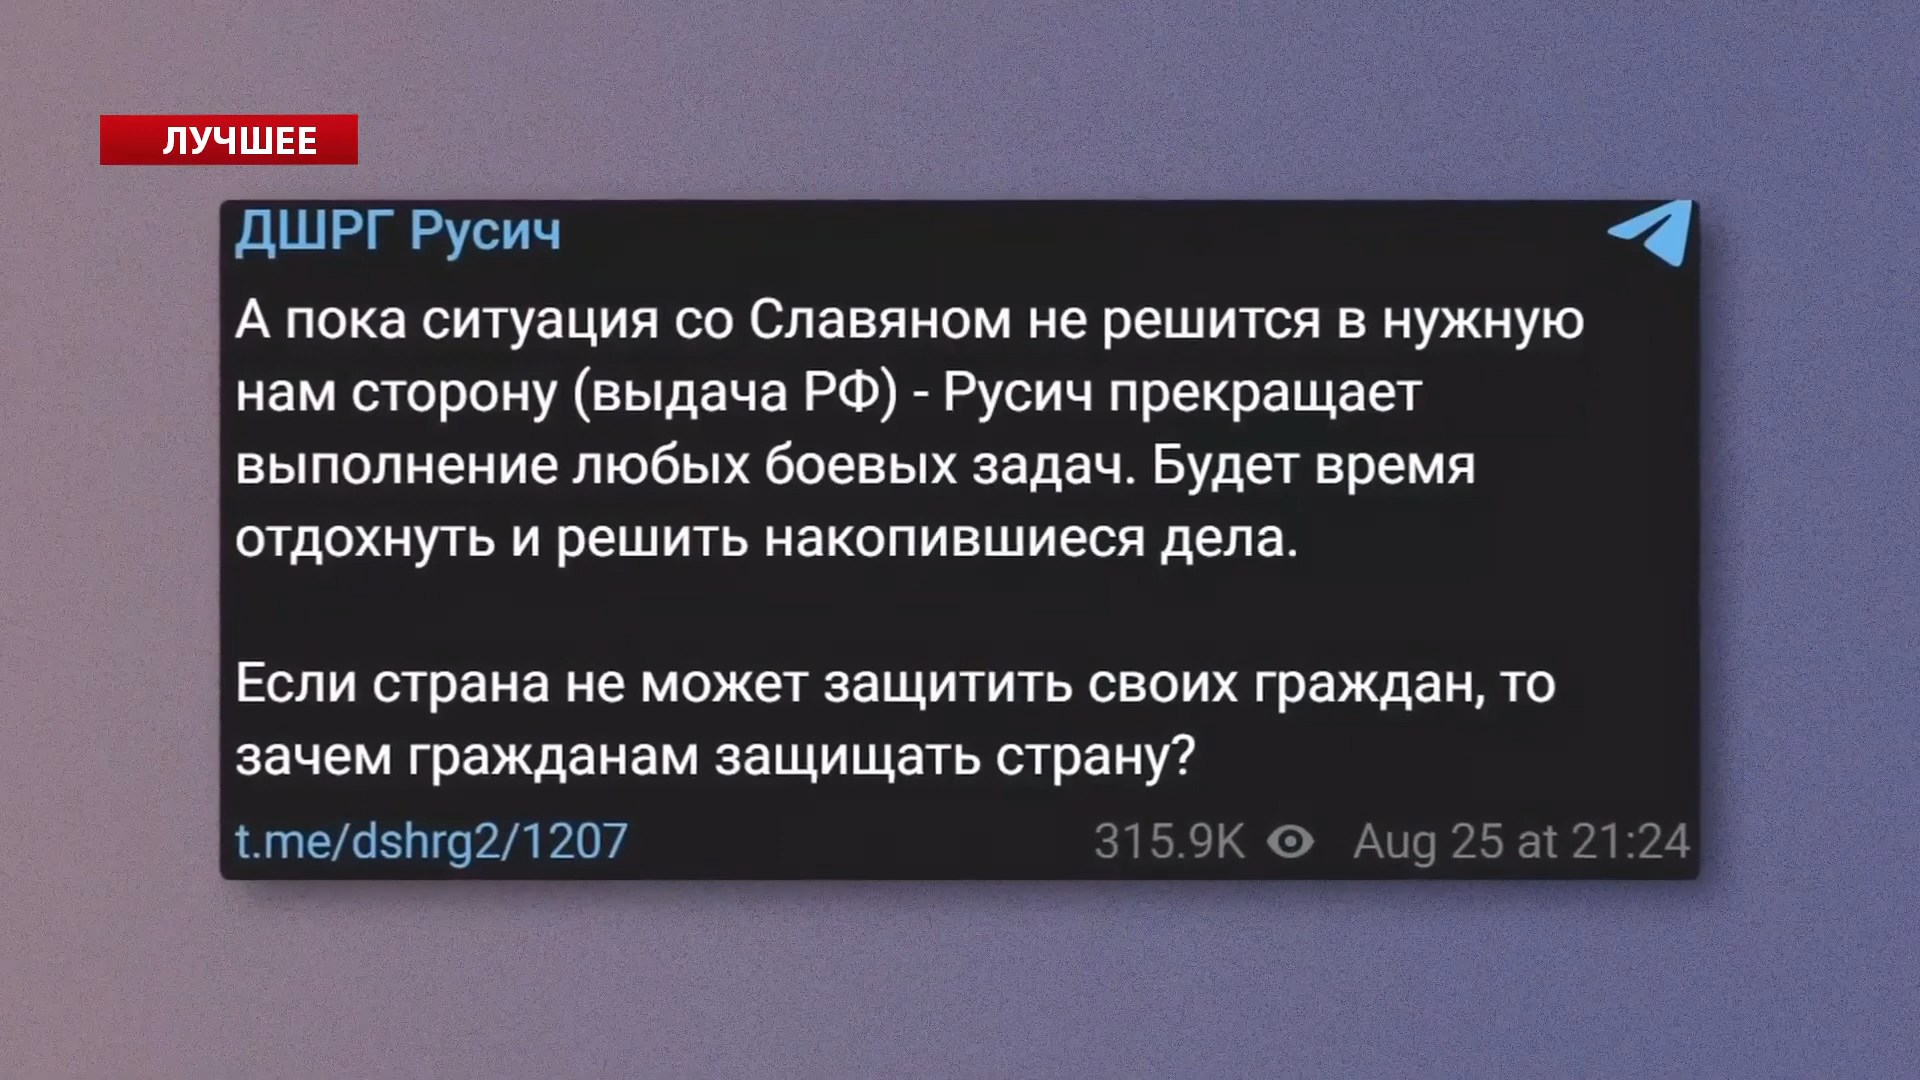 ЛУЧШЕЕ
ДШРГ Русич
А пока ситуация со Славяном не решится в нужную
нам сторону (выдача РФ) - Русич прекращает
выполнение любых боевых задач. Будет время
отдохнуть и решить накопившиеся дела.
Если страна не может защитить своих граждан, то
зачем гражданам защищать страну?
t.me/dshrg2/1207 315.9K Aug 25 at 21:24